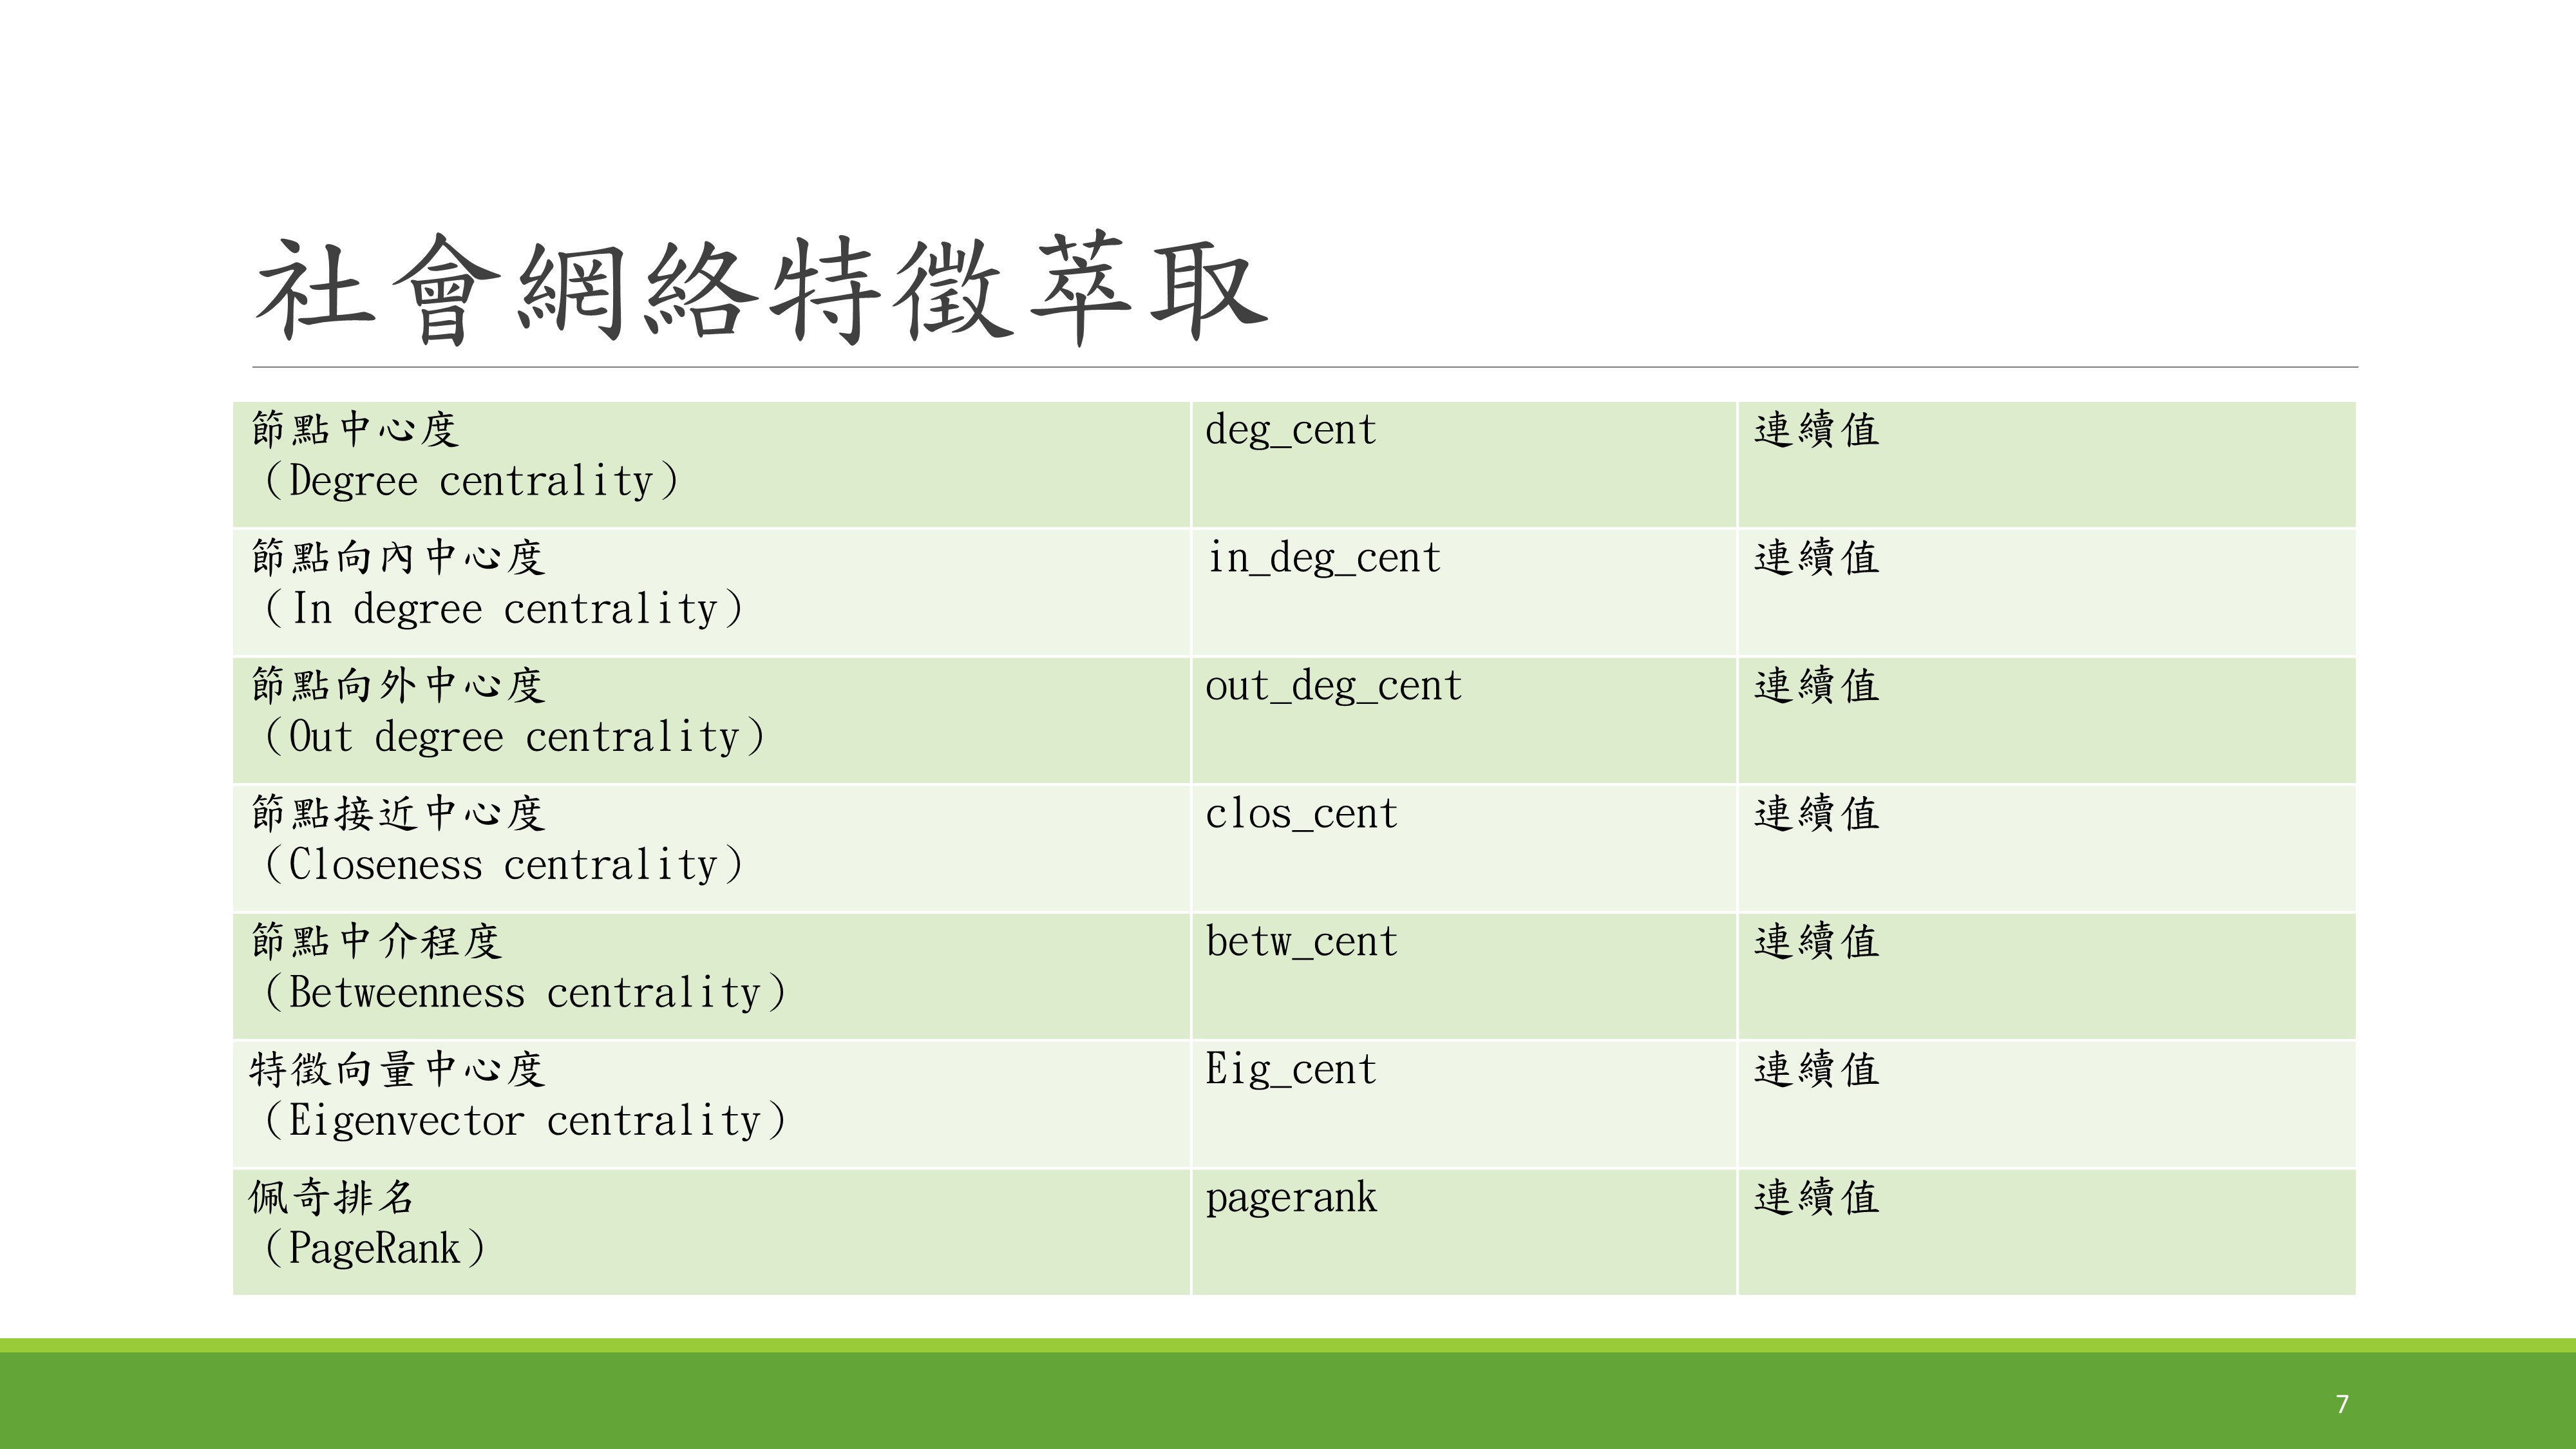 社會網絡特徵萃取
節點中心度
（Degree centrality）
deg_cent
連續值
節點向內中心度
（In degree centrality）
in_deg_cent
連續值
節點向外中心度
（Out degree centrality）
out_deg_cent
連續值
節點接近中心度
（Closeness centrality）
clos_cent
連續值
節點中介程度
（Betweenness centrality）
betw_cent
連續值
特徵向量中心度
（Eigenvector centrality）
Eig_cent
連續值
佩奇排名
（PageRank）
pagerank
連續值
7